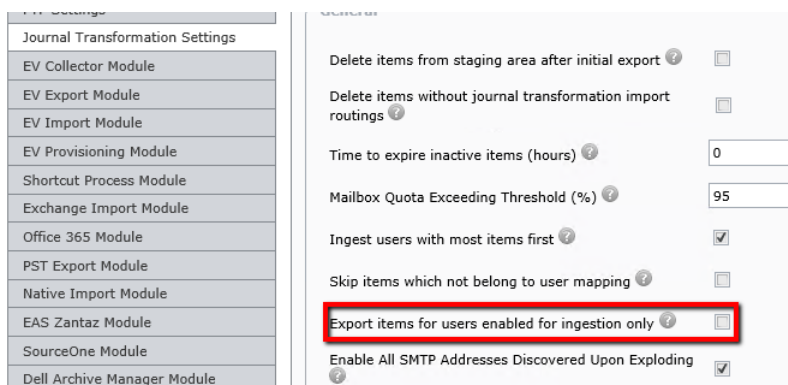 Journal Transformation Settings
EV Collector Module
EV Export Module
EV Import Module
EV Provisioning Module
Shortcut Process Module
Exchange Import Module
Office 365 Module
PST Export Module
Native Import Module
EAS Zantaz Module
SourceOne Module
Dell Archive Manager Module
General
Delete items from staging area after initial export
Delete items without journal transformation import
routings
Time to expire inactive items (hours)
0
Mailbox Quota Exceeding Threshold (%)
95
Ingest users with most items first
Skip items which not belong to user mapping
Export items for users enabled for ingestion only
Enable All SMTP Addresses Discovered Upon Exploding